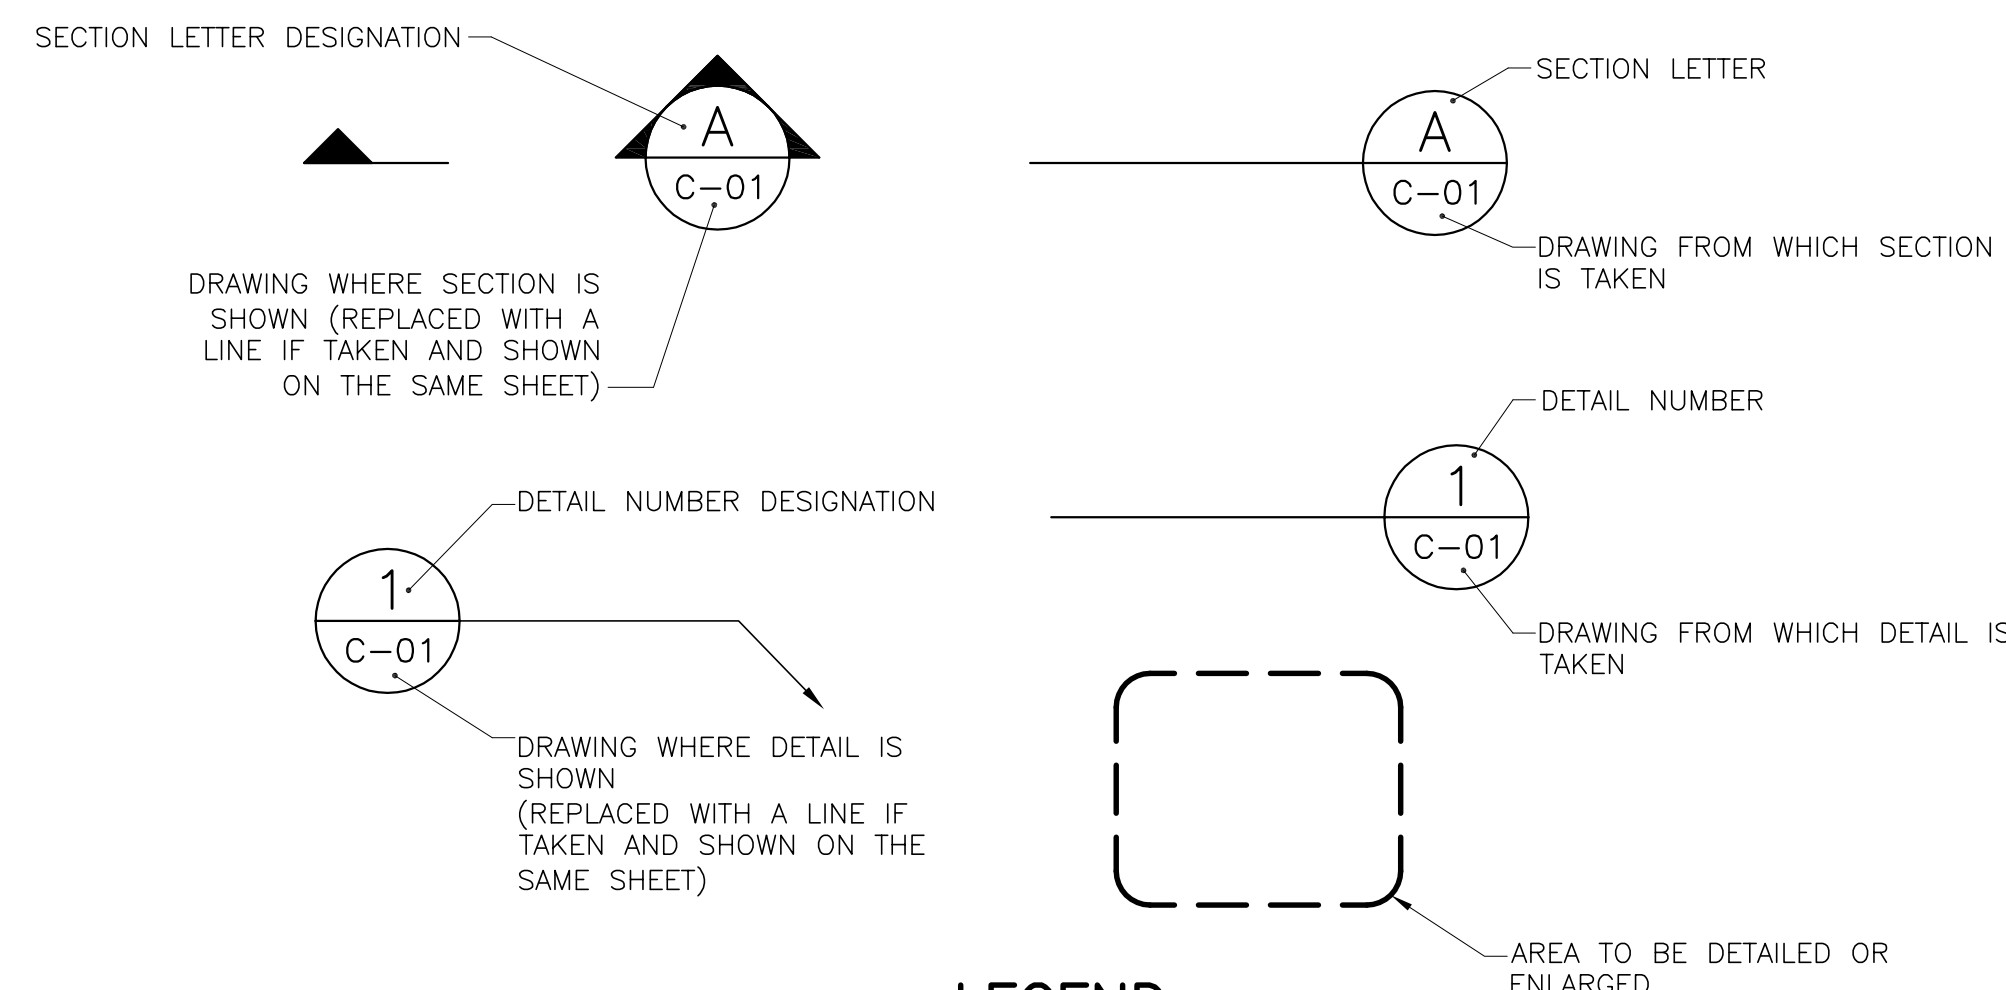 SECTION LETTER DESIGNATION
A
C-01
DRAWING WHERE SECTION IS
SHOWN (REPLACED WITH A
LINE IF TAKEN AND SHOWN
ON THE SAME SHEET)
SECTION LETTER
A
C-01
DRAWING FROM WHICH SECTION
IS TAKEN
DETAIL NUMBER DESIGNATION
1
C-01
DRAWING WHERE DETAIL IS
SHOWN
(REPLACED WITH A LINE IF
TAKEN AND SHOWN ON THE
SAME SHEET)
DETAIL NUMBER
1
C-01
DRAWING FROM WHICH DETAIL IS
TAKEN
AREA TO BE DETAILED OR
ENLARGED
LEGEND